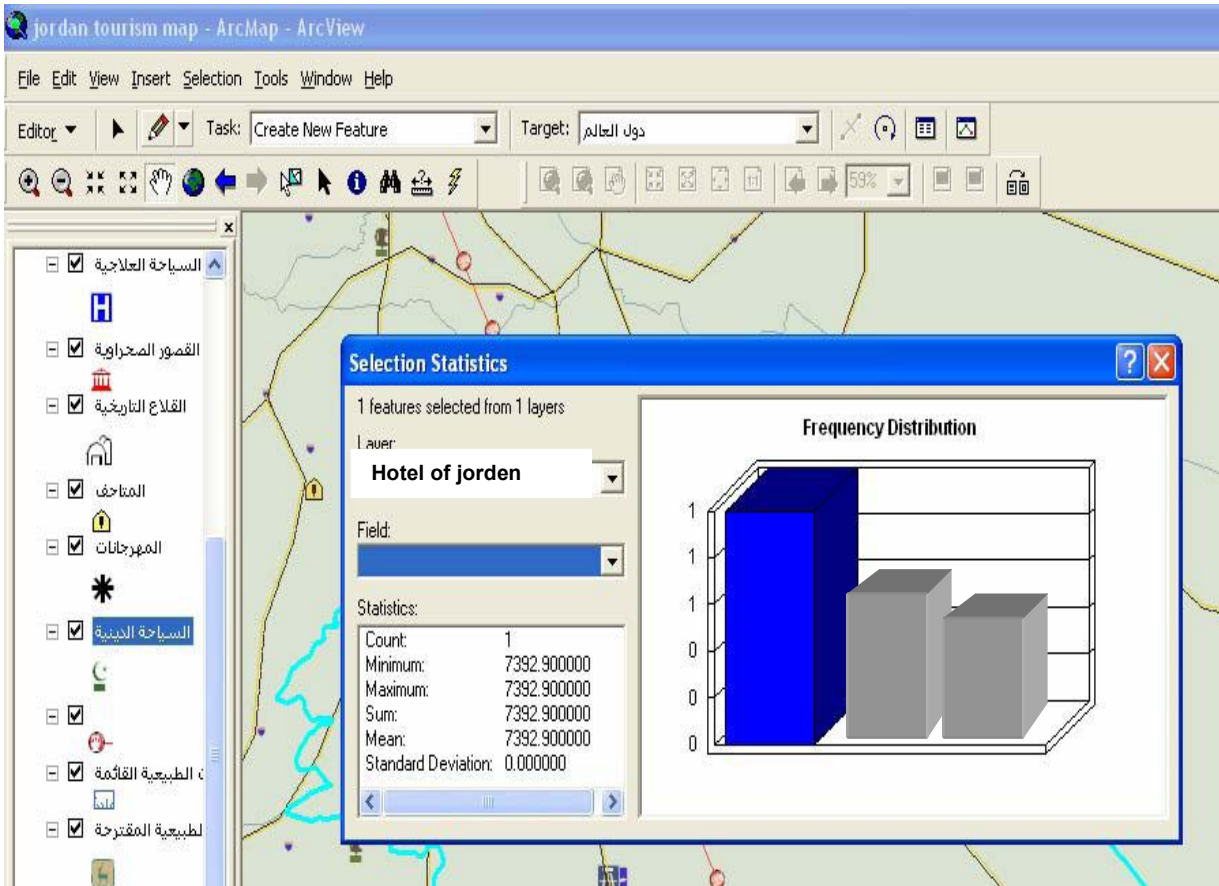 jordan tourism map - ArcMap - ArcView
File Edit View Insert Selection Tools Window Help
Editor Task: Create New Feature Target: دول العالم
59%
السياحة العلاجية
القصور الصحراوية
القلاع التاريخية
المتاحف
المهرجانات
السياحة الدينية
الطبيعية القائمة
لطبيعية المقترحة
Selection Statistics
1 features selected from 1 layers
Layer:
Hotel of jorden
Field:
Statistics:
Count: 1
Minimum: 7392.900000
Maximum: 7392.900000
Sum: 7392.900000
Mean: 7392.900000
Standard Deviation: 0.000000
Frequency Distribution
1
1
1
0
0
0